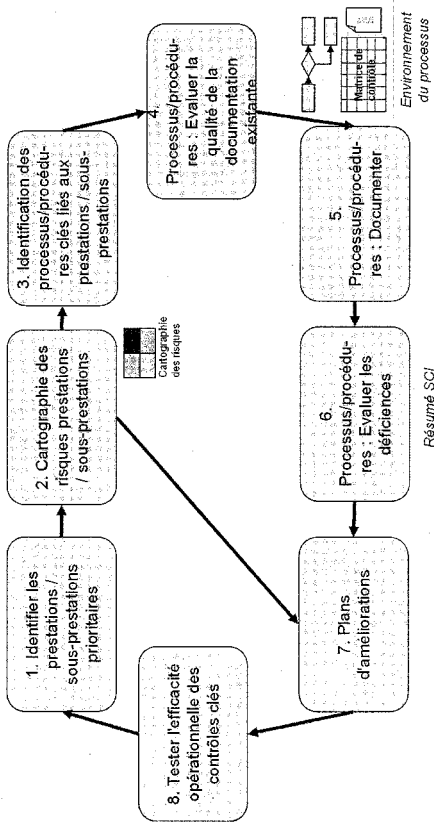 1. Identifier les
prestations /
sous-prestations
prioritaires
2. Cartographie des
risques prestations
/ sous-prestations
Cartographie
des risques
3. Identification des
processus/procédu-
res clés liés aux
prestations / sous-
prestations
4.
Processus/procédu-
res : Evaluer la
qualité de la
documentation
existante
Matrice de
contrôle
Environnement
du processus
5.
Processus/procédu-
res : Documenter
6.
Processus/procédu-
res : Evaluer les
déficiences
Résumé SCI
7. Plans
d'améliorations
8. Tester l'efficacité
opérationnelle des
contrôles clés